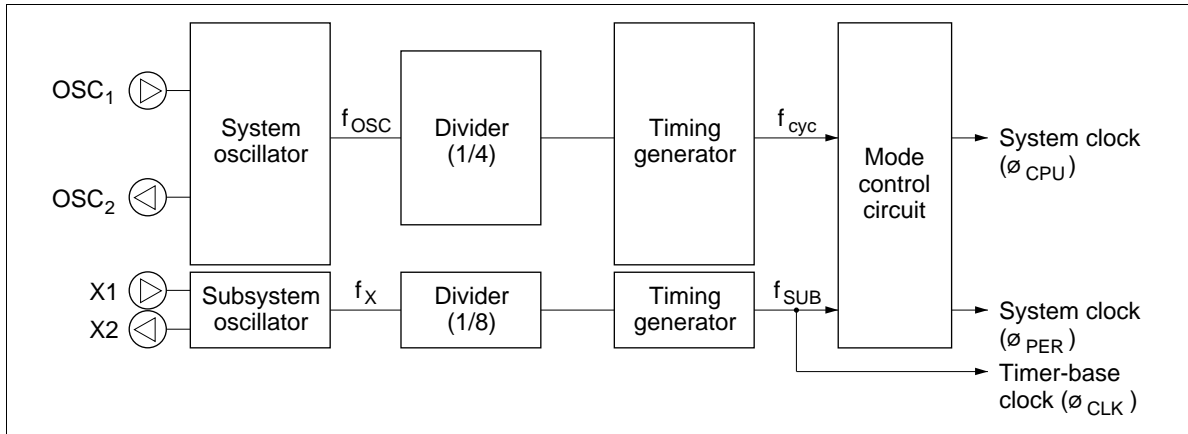 OSC1
OSC2
System
oscillator
fOSC
Divider
(1/4)
Timing
generator
fcyc
Mode
control
circuit
System clock
(ø CPU )
X1
X2
Subsystem
oscillator
fX
Divider
(1/8)
Timing
generator
fSUB
System clock
(ø PER )
Timer-base
clock (ø CLK )